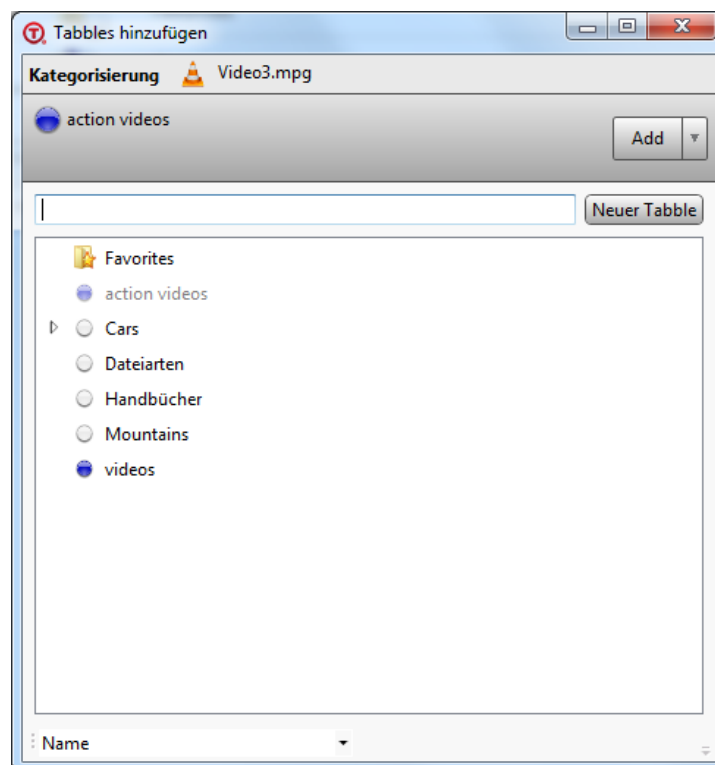 Tabbles hinzufügen
Kategorisierung Video3.mpg
action videos
Add
Neuer Tabble
Favorites
action videos
Cars
Dateiarten
Handbücher
Mountains
videos
Name